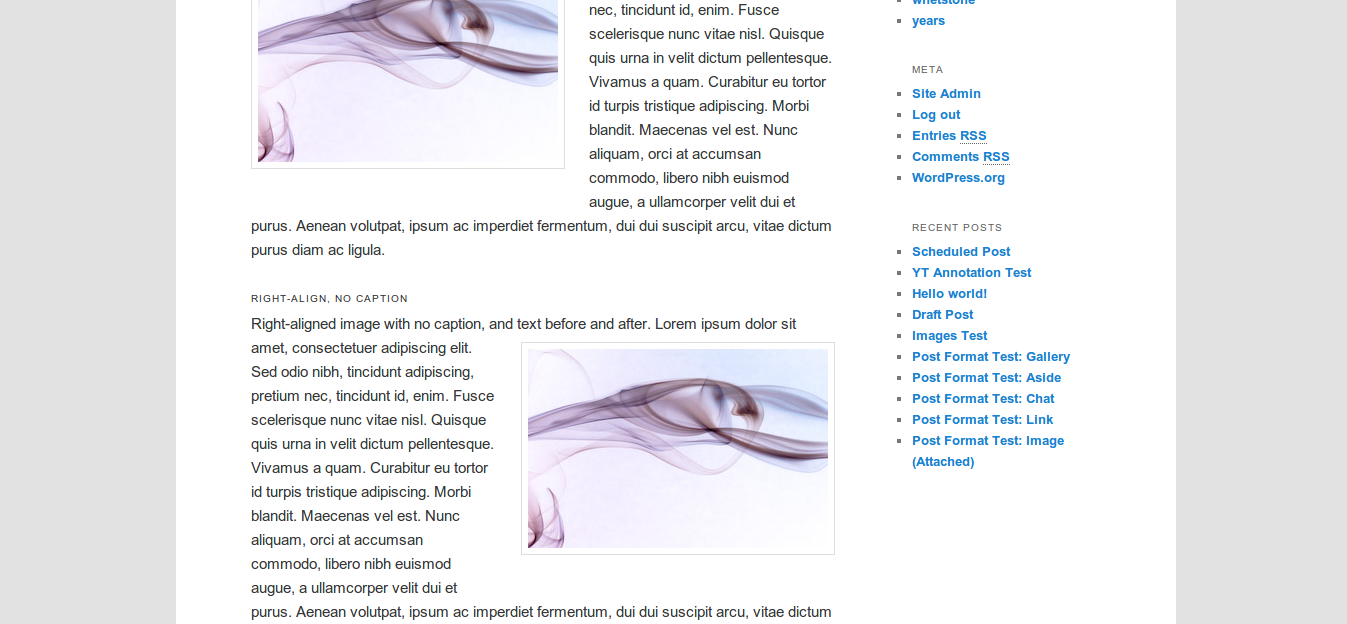 nec, tincidunt id, enim. Fusce
scelerisque nunc vitae nisl. Quisque
quis urna in velit dictum pellentesque.
Vivamus a quam. Curabitur eu tortor
id turpis tristique adipiscing. Morbi
blandit. Maecenas vel est. Nunc
aliquam, orci at accumsan
commodo, libero nibh euismod
augue, a ullamcorper velit dui et
purus. Aenean volutpat, ipsum ac imperdiet fermentum, dui dui suscipit arcu, vitae dictum
purus diam ac ligula.
RIGHT-ALIGN, NO CAPTION
Right-aligned image with no caption, and text before and after. Lorem ipsum dolor sit
amet, consectetuer adipiscing elit.
Sed odio nibh, tincidunt adipiscing,
pretium nec, tincidunt id, enim. Fusce
scelerisque nunc vitae nisl. Quisque
quis urna in velit dictum pellentesque.
Vivamus a quam. Curabitur eu tortor
id turpis tristique adipiscing. Morbi
blandit. Maecenas vel est. Nunc
aliquam, orci at accumsan
commodo, libero nibh euismod
augue, a ullamcorper velit dui et
purus. Aenean volutpat, ipsum ac imperdiet fermentum, dui dui suscipit arcu, vitae dictum
whetstone
years
META
Site Admin
Log out
Entries RSS
Comments RSS
WordPress.org
RECENT POSTS
Scheduled Post
YT Annotation Test
Hello world!
Draft Post
Images Test
Post Format Test: Gallery
Post Format Test: Aside
Post Format Test: Chat
Post Format Test: Link
Post Format Test: Image
(Attached)